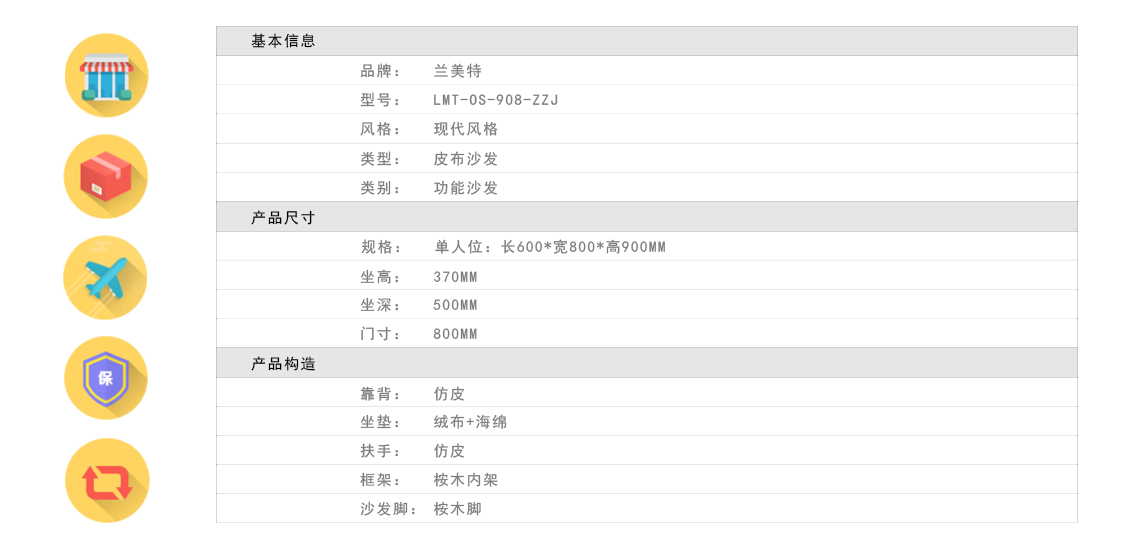 基本信息
品牌： 兰美特
型号： LMT-OS-908-ZZJ
风格： 现代风格
类型： 皮布沙发
类别： 功能沙发
产品尺寸
规格： 单人位：长600*宽800*高900MM
坐高： 370MM
坐深： 500MM
门寸： 800MM
产品构造
靠背： 仿皮
保
坐垫： 绒布+海绵
扶手： 仿皮
框架： 桉木内架
沙发脚： 桉木脚